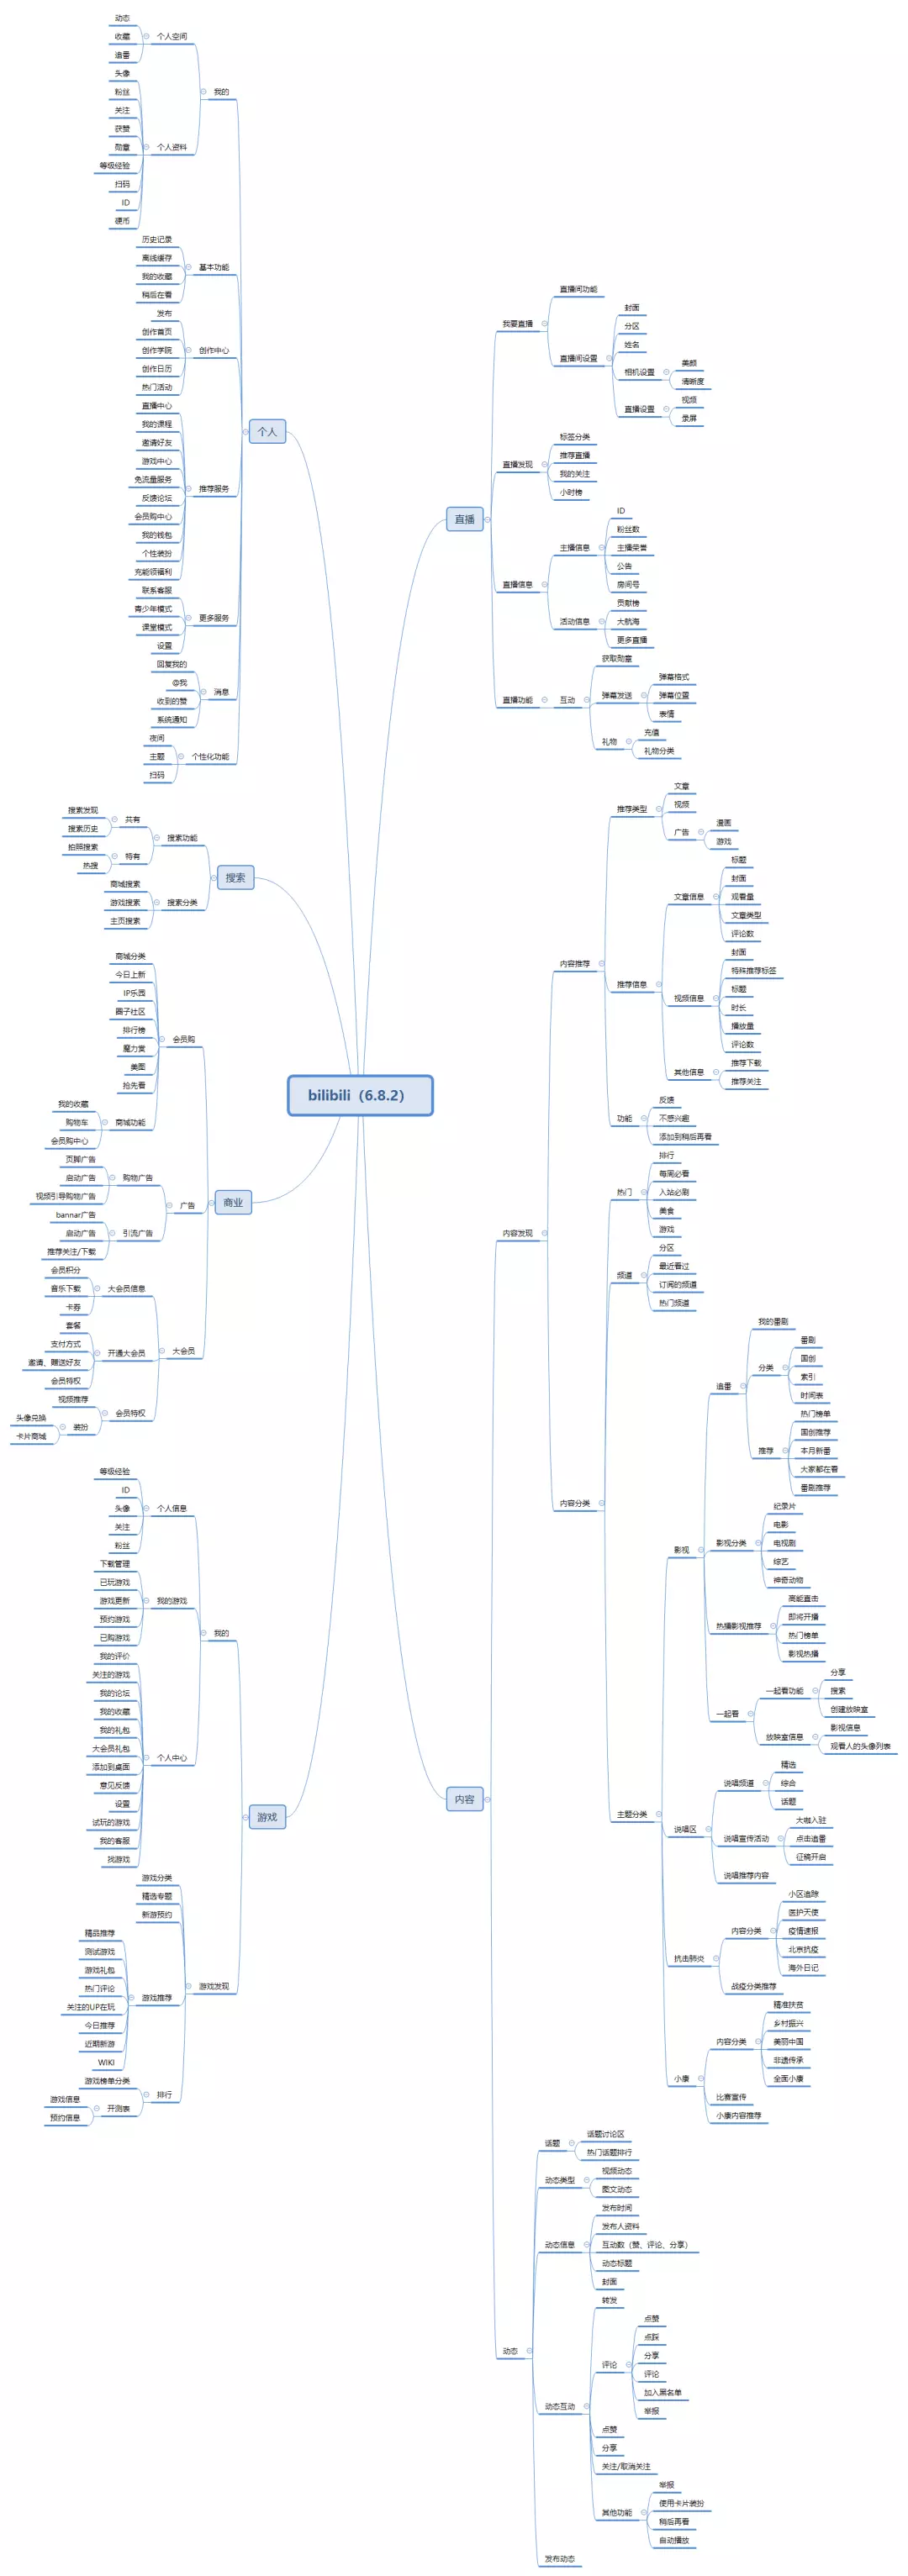 bilibili（6.8.2）
个人
我的
个人空间
动态
收藏
追番
个人资料
头像
粉丝
关注
获赞
勋章
等级经验
扫码
ID
硬币
基本功能
历史记录
离线缓存
我的收藏
稍后在看
创作中心
发布
创作首页
创作学院
创作日历
热门活动
推荐服务
直播中心
我的课程
邀请好友
游戏中心
免流量服务
反馈论坛
会员购中心
我的钱包
个性装扮
充能领福利
更多服务
联系客服
青少年模式
课堂模式
设置
消息
回复我的
@我
收到的赞
系统通知
个性化功能
夜间
主题
扫码
搜索
搜索功能
共有
搜索发现
搜索历史
特有
拍照搜索
热搜
搜索分类
商城搜索
游戏搜索
主页搜索
商业
会员购
商城分类
今日上新
IP乐园
圈子社区
排行榜
魔力赏
美图
抢先看
商城功能
我的收藏
购物车
会员购中心
广告
购物广告
页脚广告
启动广告
视频引导购物广告
引流广告
bannar广告
启动广告
推荐关注/下载
大会员
大会员信息
会员积分
音乐下载
卡券
开通大会员
套餐
支付方式
邀请、赠送好友
会员特权
会员特权
视频推荐
装扮
头像兑换
卡片商城
游戏
我的
个人信息
等级经验
ID
头像
关注
粉丝
我的游戏
下载管理
已玩游戏
游戏更新
预约游戏
已购游戏
个人中心
我的评价
关注的游戏
我的论坛
我的收藏
我的礼包
大会员礼包
添加到桌面
意见反馈
设置
试玩的游戏
我的客服
找游戏
游戏发现
游戏分类
精选专题
新游预约
游戏推荐
精品推荐
测试游戏
游戏礼包
热门评论
关注的UP在玩
今日推荐
近期新游
WIKI
排行
游戏榜单分类
开测表
游戏信息
预约信息
直播
我要直播
直播间功能
直播间设置
封面
分区
姓名
相机设置
美颜
清晰度
直播设置
视频
录屏
直播发现
标签分类
推荐直播
我的关注
小时榜
直播信息
主播信息
ID
粉丝数
主播荣誉
公告
房间号
活动信息
贡献榜
大航海
更多直播
直播功能
互动
获取勋章
弹幕发送
弹幕格式
弹幕位置
表情
礼物
充值
礼物分类
内容
内容发现
内容推荐
推荐类型
文章
视频
广告
漫画
游戏
推荐信息
文章信息
标题
封面
观看量
文章类型
评论数
视频信息
封面
特殊推荐标签
标题
时长
播放量
评论数
其他信息
推荐下载
推荐关注
功能
反馈
不感兴趣
添加到稍后再看
内容分类
热门
排行
每周必看
入站必刷
美食
游戏
频道
分区
最近看过
订阅的频道
热门频道
主题分类
影视
追番
我的番剧
分类
番剧
国创
索引
时间表
推荐
热门榜单
国创推荐
本月新番
大家都在看
番剧推荐
影视分类
纪录片
电影
电视剧
综艺
神奇动物
热播影视推荐
高能直击
即将开播
热门榜单
影视热播
一起看
一起看功能
分享
搜索
创建放映室
放映室信息
影视信息
观看人的头像列表
说唱区
说唱频道
精选
综合
话题
说唱宣传活动
大咖入驻
点击追番
征稿开启
说唱推荐内容
抗击肺炎
内容分类
小区追踪
医护天使
疫情速报
北京抗疫
海外日记
战疫分类推荐
小康
内容分类
精准扶贫
乡村振兴
美丽中国
非遗传承
全面小康
比赛宣传
小康内容推荐
动态
话题
话题讨论区
热门话题排行
动态类型
视频动态
图文动态
动态信息
发布时间
发布人资料
互动数（赞、评论、分享）
动态标题
封面
动态互动
转发
评论
点赞
点踩
分享
评论
加入黑名单
举报
点赞
分享
关注/取消关注
其他功能
举报
使用卡片装扮
稍后再看
自动播放
发布动态